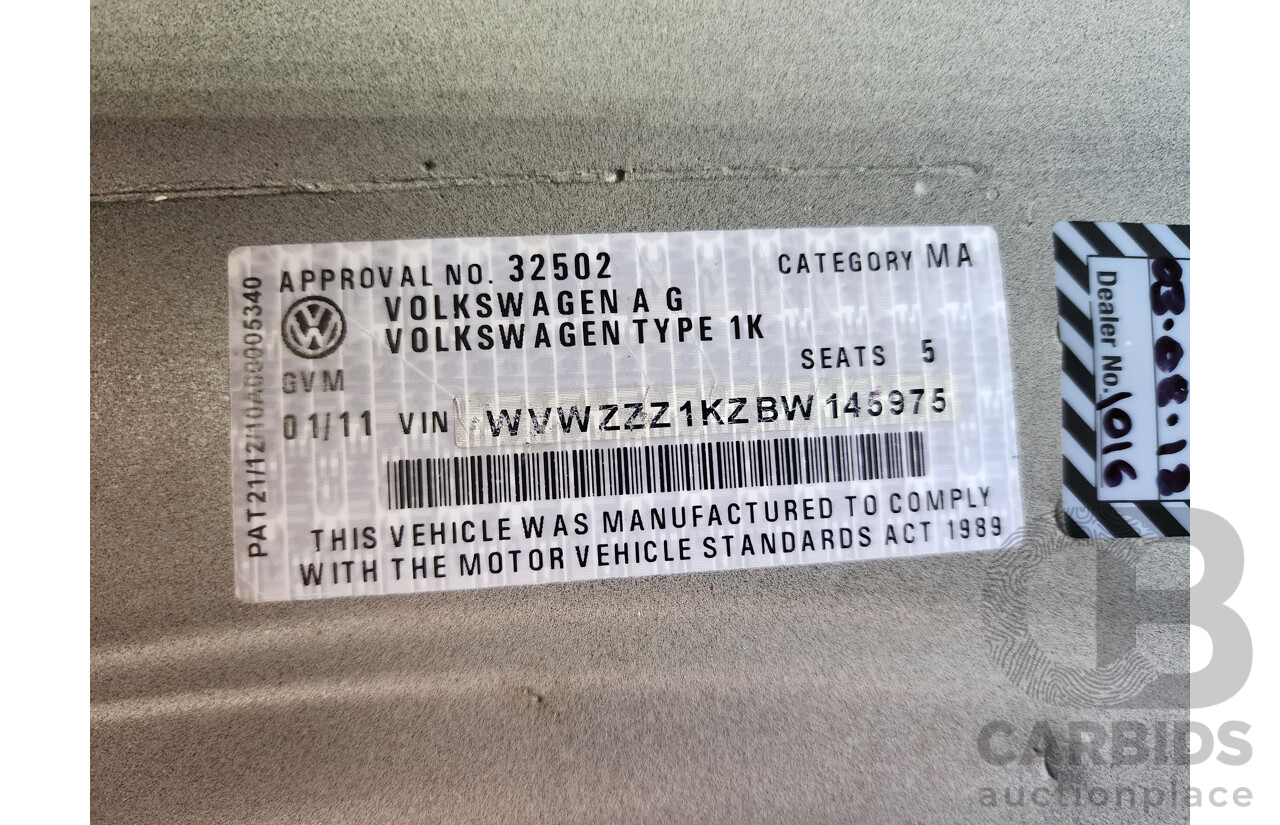 PAT21/12/10A00005340
APPROVAL NO. 32502
CATEGORY MA
VOLKSWAGEN A G
VOLKSWAGEN TYPE 1K
SEATS 5
GVM
01/11 VIN WVWZZZ1KZBW145975
THIS VEHICLE WAS MANUFACTURED TO COMPLY
WITH THE MOTOR VEHICLE STANDARDS ACT 1989
Dealer No. 1016
CB
CARBIDS
auctionplace